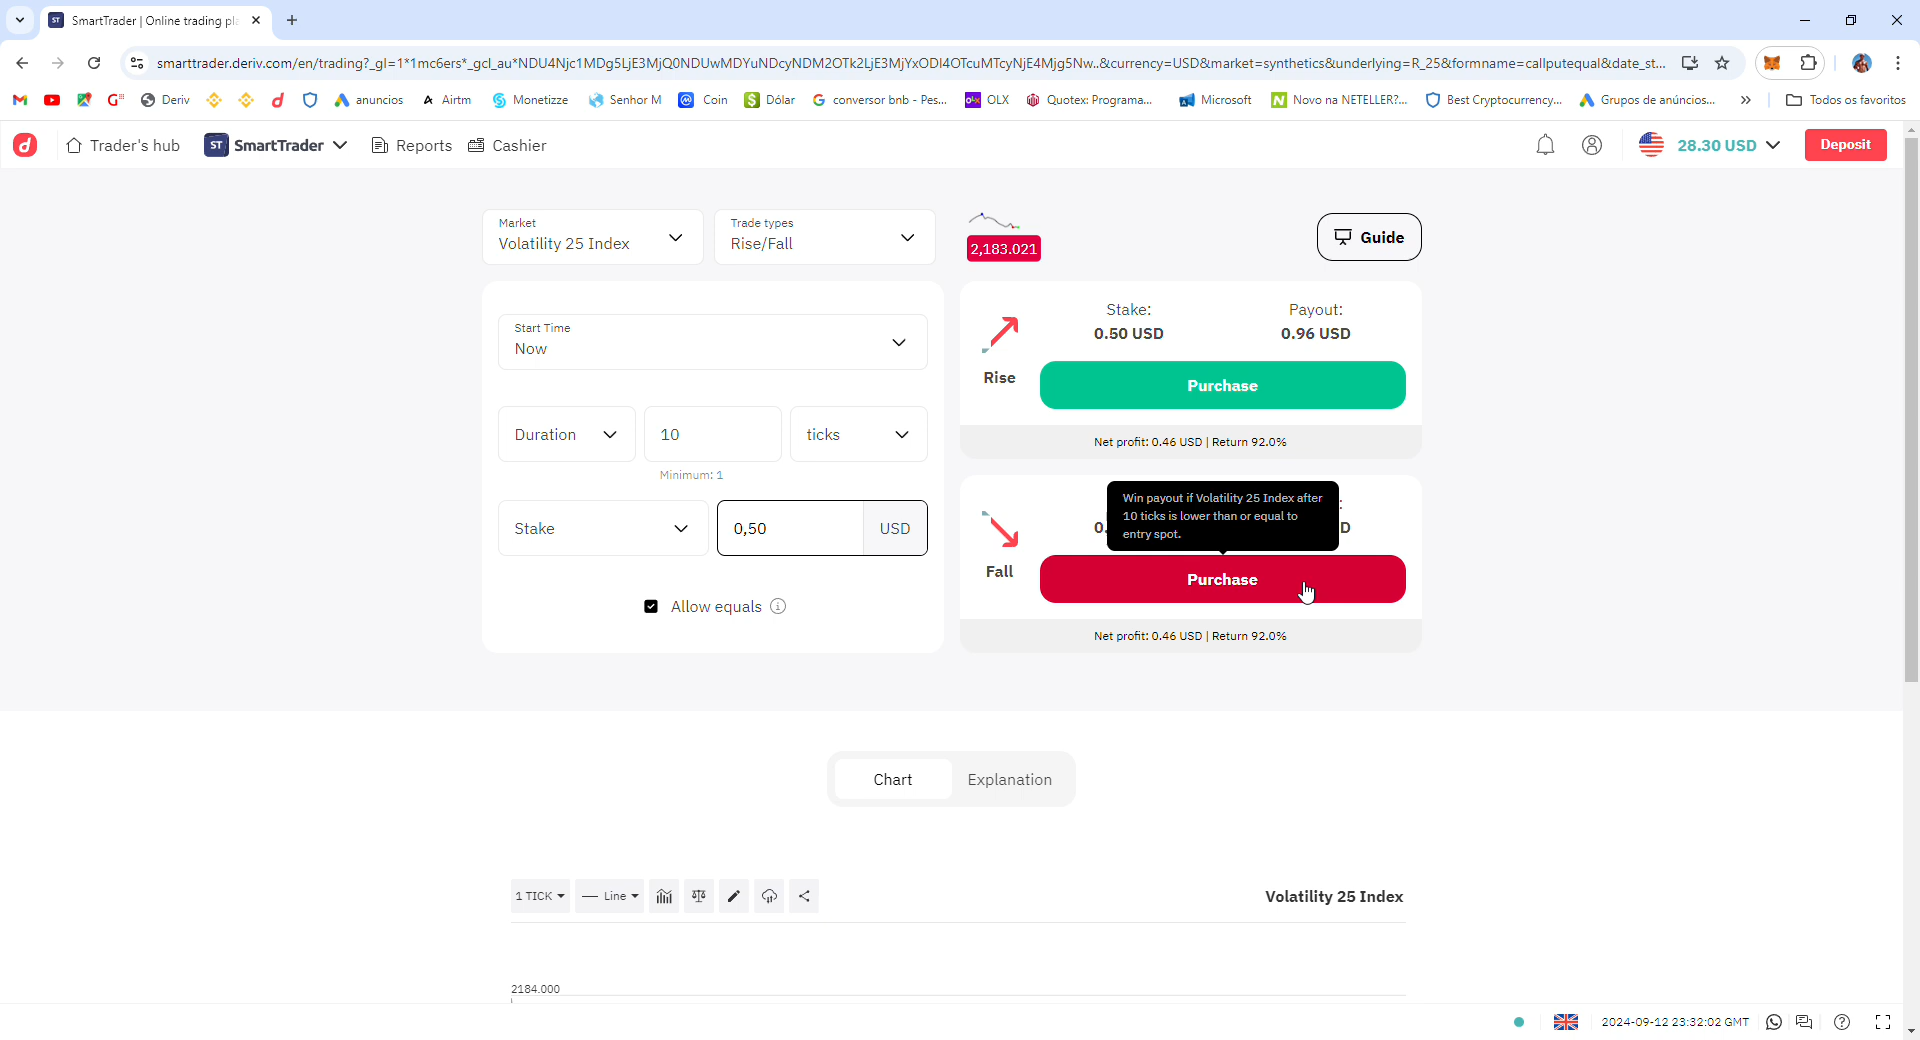 SmartTrader | Online trading pl
smarttrader.deriv.com/en/trading?_gl=1*1mc6ers*_gcl_au*NDU4Njc1MDg5LjE3MjQ0NDUwMDYuNDcyNDM2OTk2LjE3MjYxODI4OTcuMTcyNjE4Mjg5Nw..&currency=USD&market=synthetics&underlying=R_25&formname=callputequal&date_st...
Deriv
anuncios
Airtm
Monetizze
Senhor M
Coin
Dólar
conversor bnb - Pes...
OLX
Quotex: Programa...
Microsoft
Novo na NETELLER?...
Best Cryptocurrency...
Grupos de anúncios...
»
Todos os favoritos
Trader's hub
ST SmartTrader
Reports
Cashier
28.30 USD
Deposit
Market
Volatility 25 Index
Trade types
Rise/Fall
2,183.021
Guide
Start Time
Now
Duration
10
ticks
Minimum: 1
Stake
0,50
USD
Allow equals
Stake:
0.50 USD
Payout:
0.96 USD
Rise
Purchase
Net profit: 0.46 USD | Return 92.0%
Win payout if Volatility 25 Index after
10 ticks is lower than or equal to
entry spot.
Fall
Purchase
Net profit: 0.46 USD | Return 92.0%
Chart
Explanation
1 TICK
Line
Volatility 25 Index
2184.000
2024-09-12 23:32:02 GMT